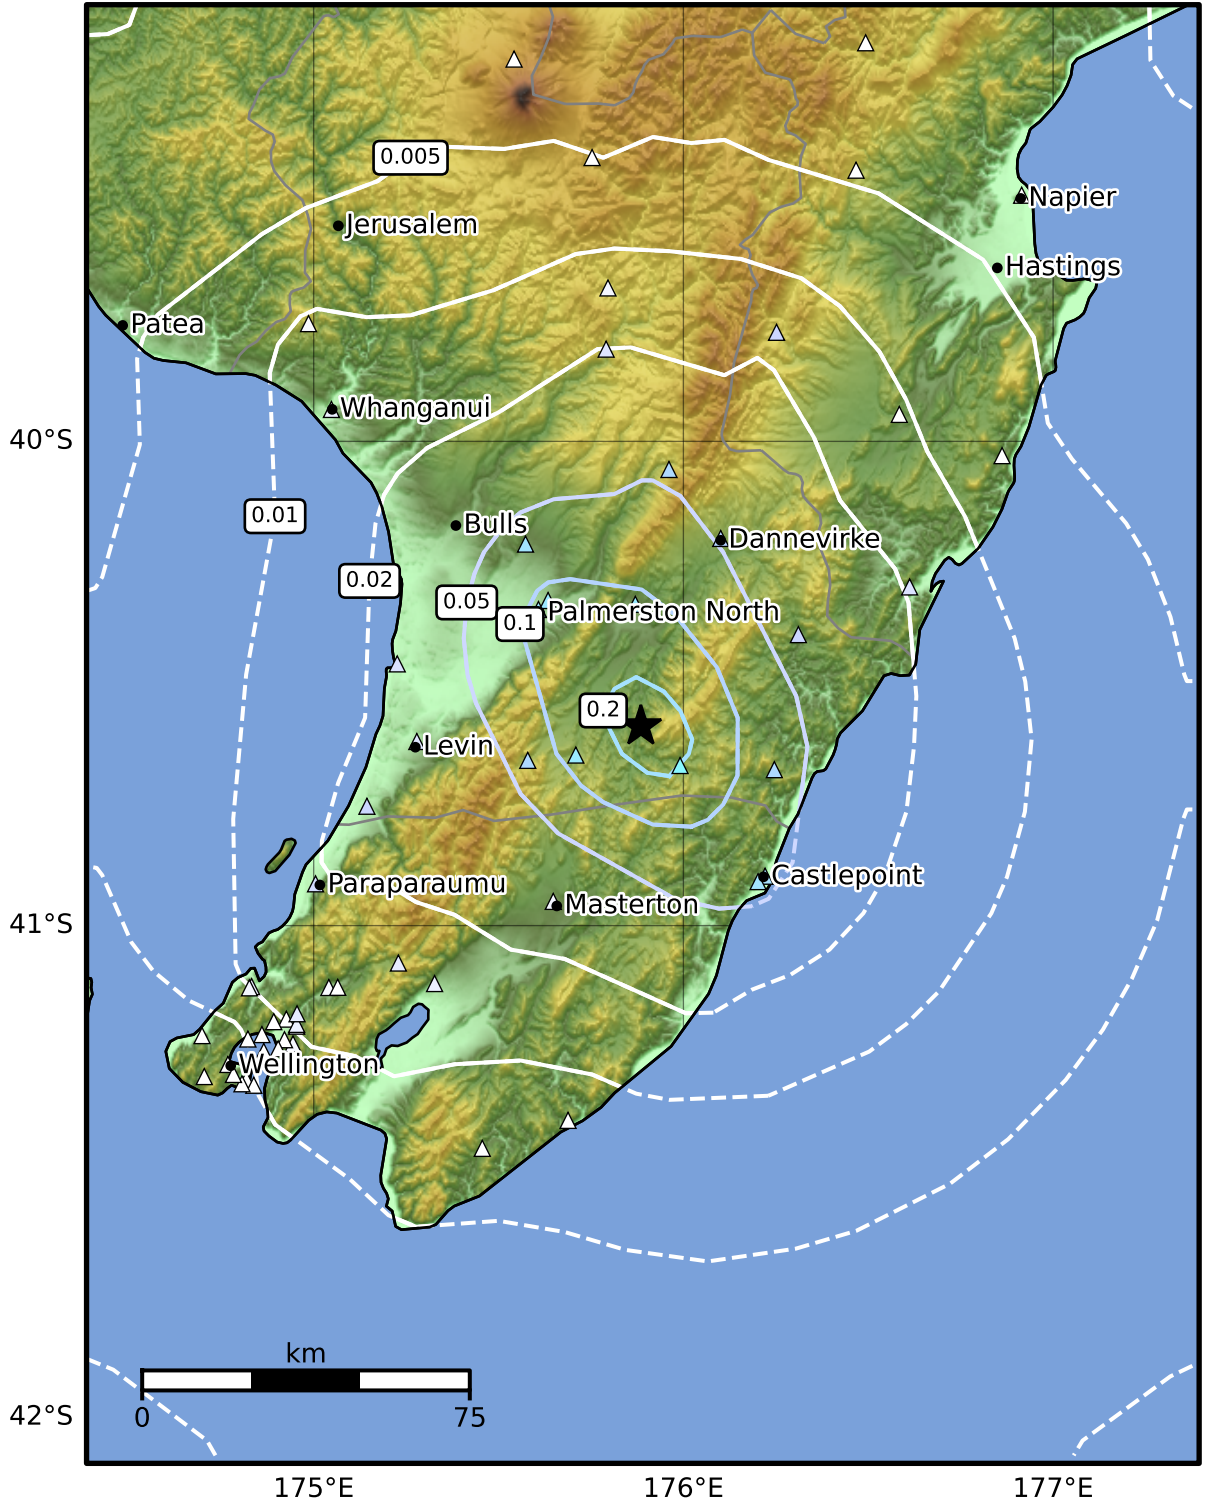 0.005
Napier
Jerusalem
Hastings
Patea
Whanganui
40°S
0.01
Bulls
Dannevirke
0.02
0.05
Palmerston North
0.1
0.2
Levin
Castlepoint
Paraparaumu
Masterton
41°S
Wellington
km
0 75
42°S
175°E 176°E 177°E